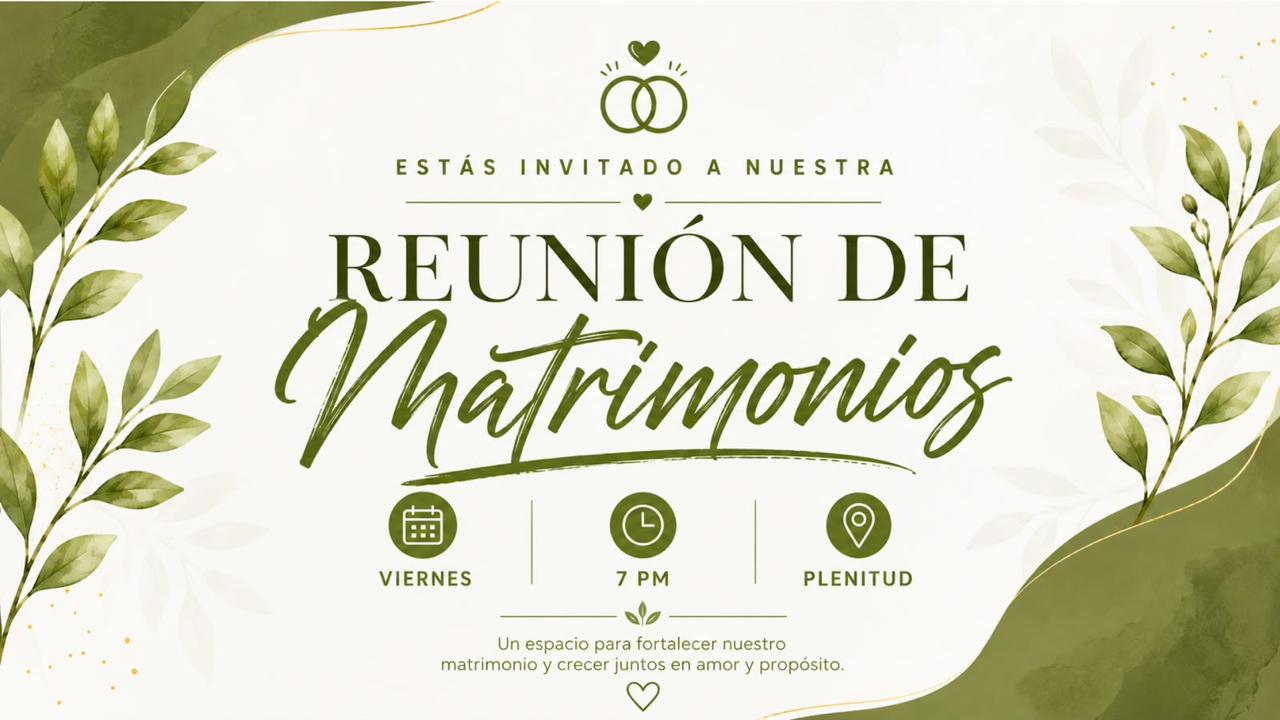 ESTÁS INVITADO A NUESTRA
REUNIÓN DE
Matrimonios
VIERNES
7 PM
PLENITUD
Un espacio para fortalecer nuestro
matrimonio y crecer juntos en amor y propósito.